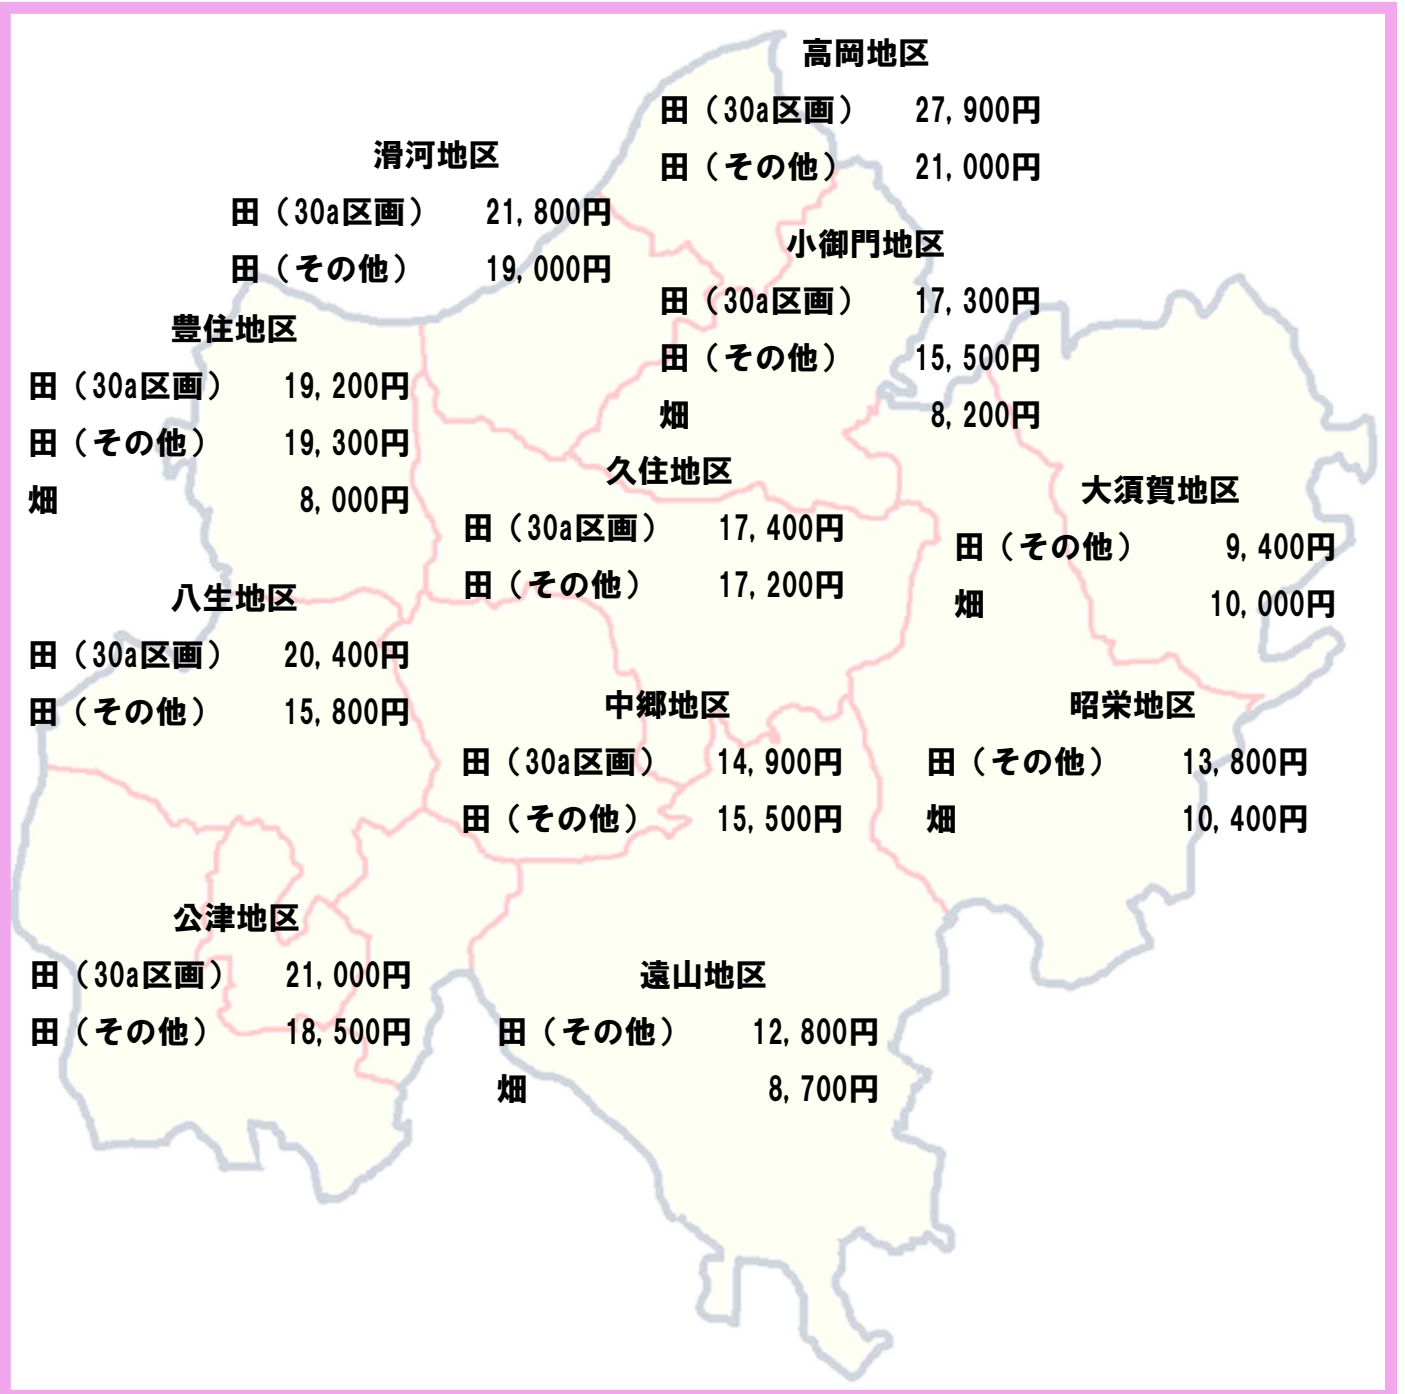 高岡地区
田（30a区画） 27,900円
田（その他） 21,000円
滑河地区
田（30a区画） 21,800円
田（その他） 19,000円
小御門地区
田（30a区画） 17,300円
田（その他） 15,500円
畑 8,200円
豊住地区
田（30a区画） 19,200円
田（その他） 19,300円
畑 8,000円
久住地区
田（30a区画） 17,400円
田（その他） 17,200円
大須賀地区
田（その他） 9,400円
畑 10,000円
八生地区
田（30a区画） 20,400円
田（その他） 15,800円
中郷地区
田（30a区画） 14,900円
田（その他） 15,500円
昭栄地区
田（その他） 13,800円
畑 10,400円
公津地区
田（30a区画） 21,000円
田（その他） 18,500円
遠山地区
田（その他） 12,800円
畑 8,700円